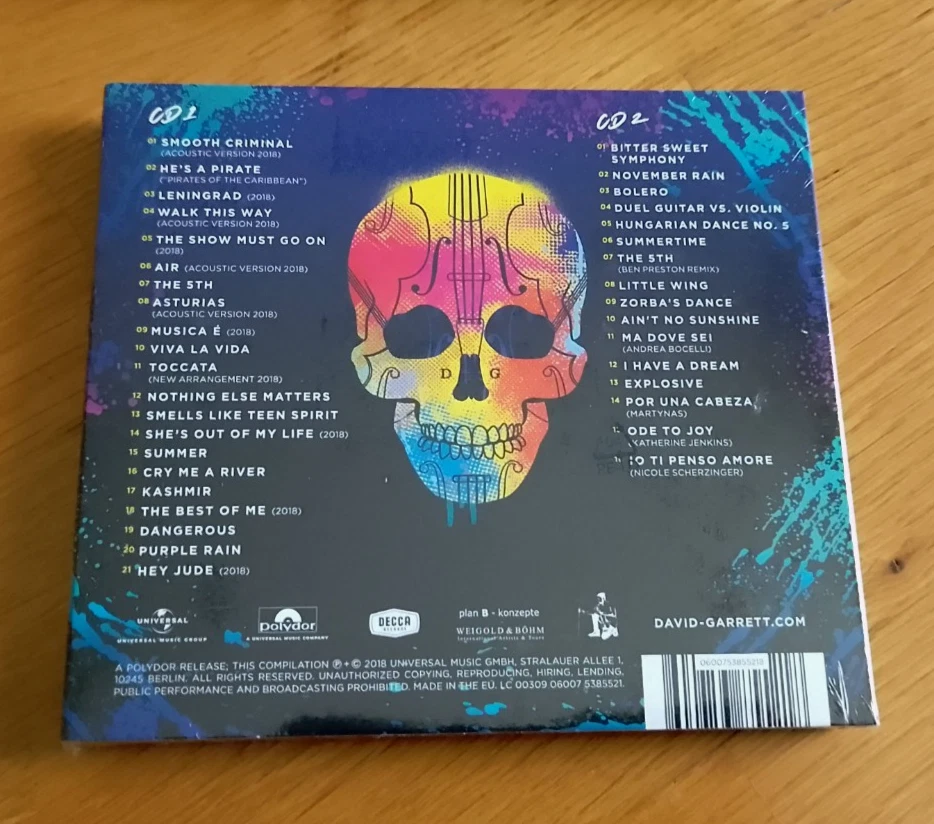 CD 1
01 SMOOTH CRIMINAL
(ACOUSTIC VERSION 2018)
02 HE'S A PIRATE
("PIRATES OF THE CARIBBEAN")
03 LENINGRAD (2018)
04 WALK THIS WAY
(ACOUSTIC VERSION 2018)
05 THE SHOW MUST GO ON
(2018)
06 AIR (ACOUSTIC VERSION 2018)
07 THE 5TH
08 ASTURIAS
(ACOUSTIC VERSION 2018)
09 MUSICA É (2018)
10 VIVA LA VIDA
11 TOCCATA
(NEW ARRANGEMENT 2018)
12 NOTHING ELSE MATTERS
13 SMELLS LIKE TEEN SPIRIT
14 SHE'S OUT OF MY LIFE (2018)
15 SUMMER
16 CRY ME A RIVER
17 KASHMIR
18 THE BEST OF ME (2018)
19 DANGEROUS
20 PURPLE RAIN
21 HEY JUDE (2018)
D G
CD 2
01 BITTER SWEET
SYMPHONY
02 NOVEMBER RAIN
03 BOLERO
04 DUEL GUITAR VS. VIOLIN
05 HUNGARIAN DANCE NO. 5
06 SUMMERTIME
07 THE 5TH
(BEN PRESTON REMIX)
08 LITTLE WING
09 ZORBA'S DANCE
10 AIN'T NO SUNSHINE
11 MA DOVE SEI
(ANDREA BOCELLI)
12 I HAVE A DREAM
13 EXPLOSIVE
14 POR UNA CABEZA
(MARTYNAS)
ODE TO JOY
(KATHERINE JENKINS)
IO TI PENSO AMORE
(NICOLE SCHERZINGER)
UNIVERSAL
UNIVERSAL MUSIC GROUP
polydor
A UNIVERSAL MUSIC COMPANY
DECCA
RECORDS
plan B - konzepte
WEIGOLD & BÖHM
International Artists & Tours
DAVID-GARRETT.COM
A POLYDOR RELEASE; THIS COMPILATION ℗+© 2018 UNIVERSAL MUSIC GMBH, STRALAUER ALLEE 1,
10245 BERLIN. ALL RIGHTS RESERVED. UNAUTHORIZED COPYING, REPRODUCING, HIRING, LENDING,
PUBLIC PERFORMANCE AND BROADCASTING PROHIBITED. MADE IN THE EU. LC 00309 06007 5385521.
0600753855218